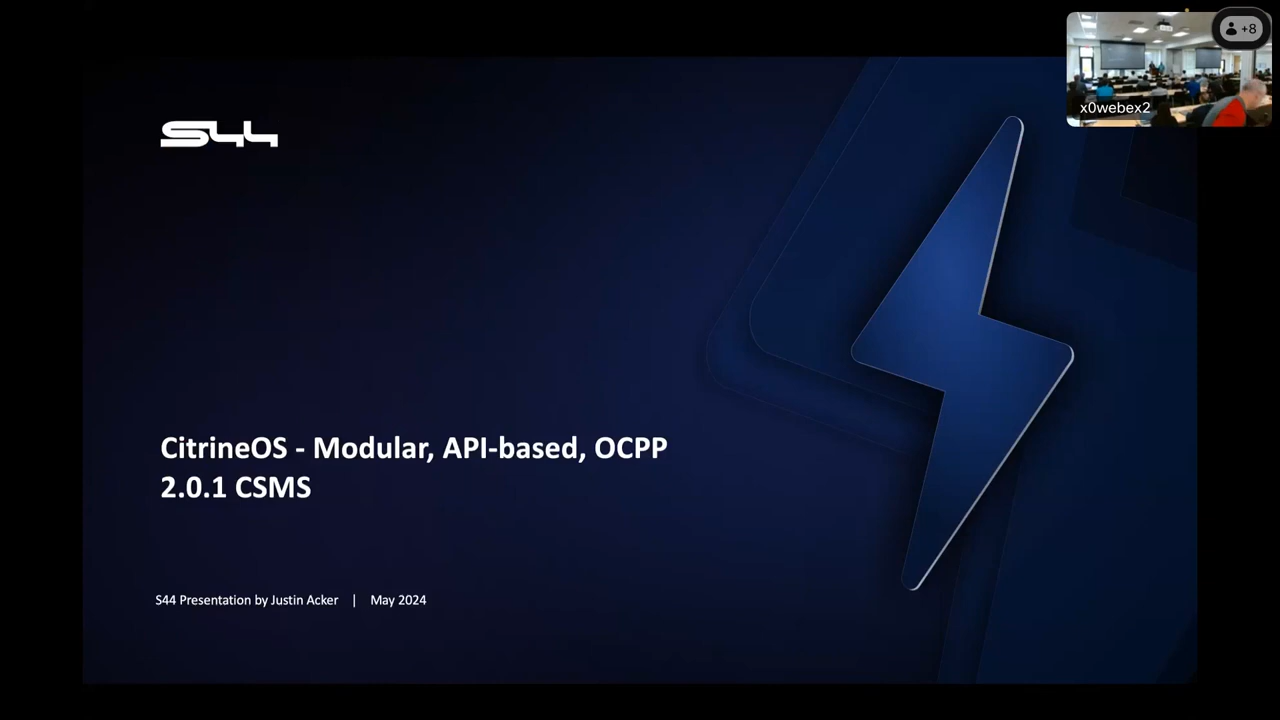 S44
+8
x0webex2
CitrineOS - Modular, API-based, OCPP
2.0.1 CSMS
S44 Presentation by Justin Acker | May 2024